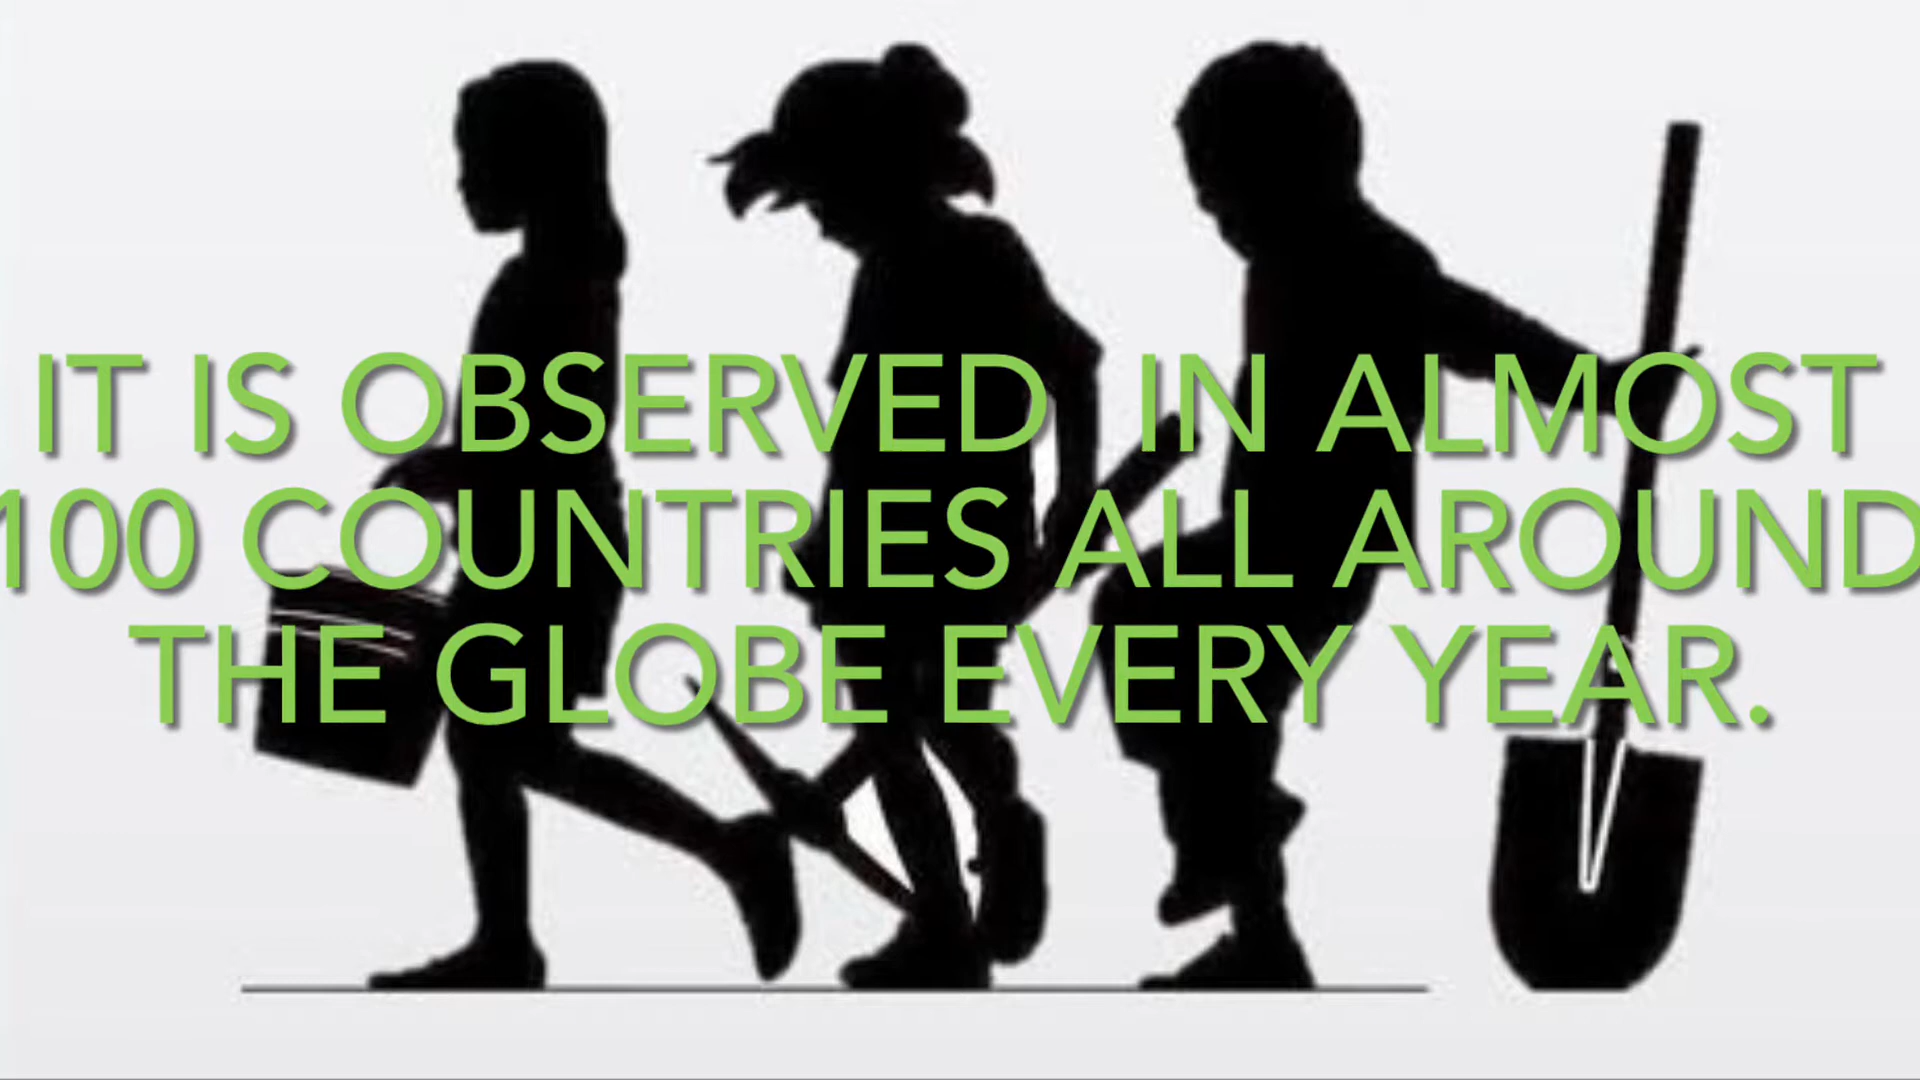 IT IS OBSERVED  IN ALMOST
100 COUNTRIES ALL AROUND
THE GLOBE EVERY YEAR.